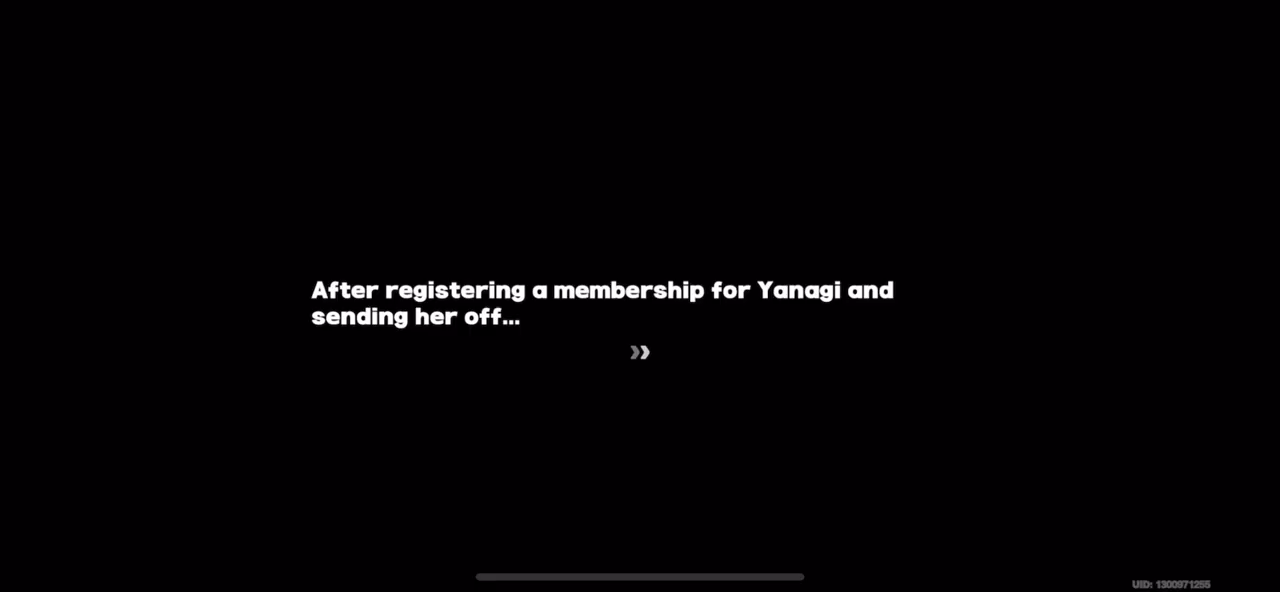 After registering a membership for Yanagi and
sending her off...
UID: 1300971255